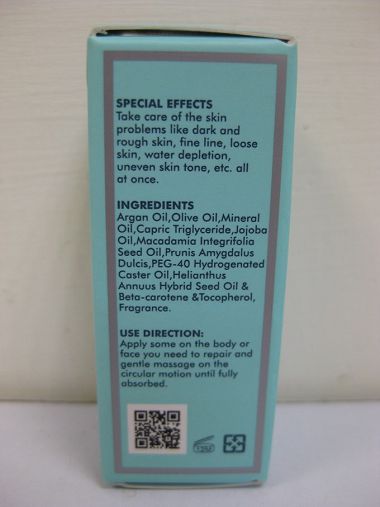 SPECIAL EFFECTS
Take care of the skin
problems like dark and
rough skin, fine line, loose
skin, water depletion,
uneven skin tone, etc. all
at once.
INGREDIENTS
Argan Oil,Olive Oil,Mineral
Oil,Capric Triglyceride,Jojoba
Oil,Macadamia Integrifolia
Seed Oil,Prunis Amygdalus
Dulcis,PEG-40 Hydrogenated
Caster Oil,Helianthus
Annuus Hybrid Seed Oil &
Beta-carotene &Tocopherol,
Fragrance.
USE DIRECTION:
Apply some on the body or
face you need to repair and
gentle massage on the
circular motion until fully
absorbed.